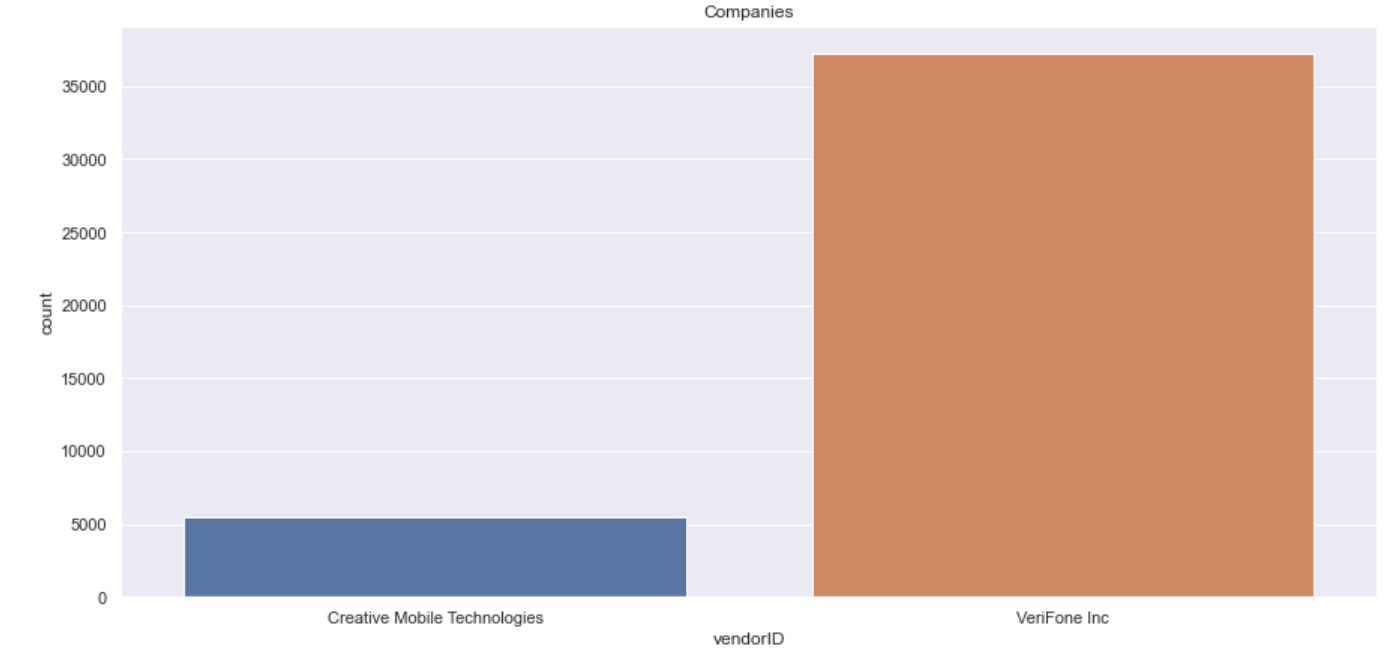 Companies
35000
30000
25000
20000
15000
10000
5000
0
count
Creative Mobile Technologies
VeriFone Inc
vendorID